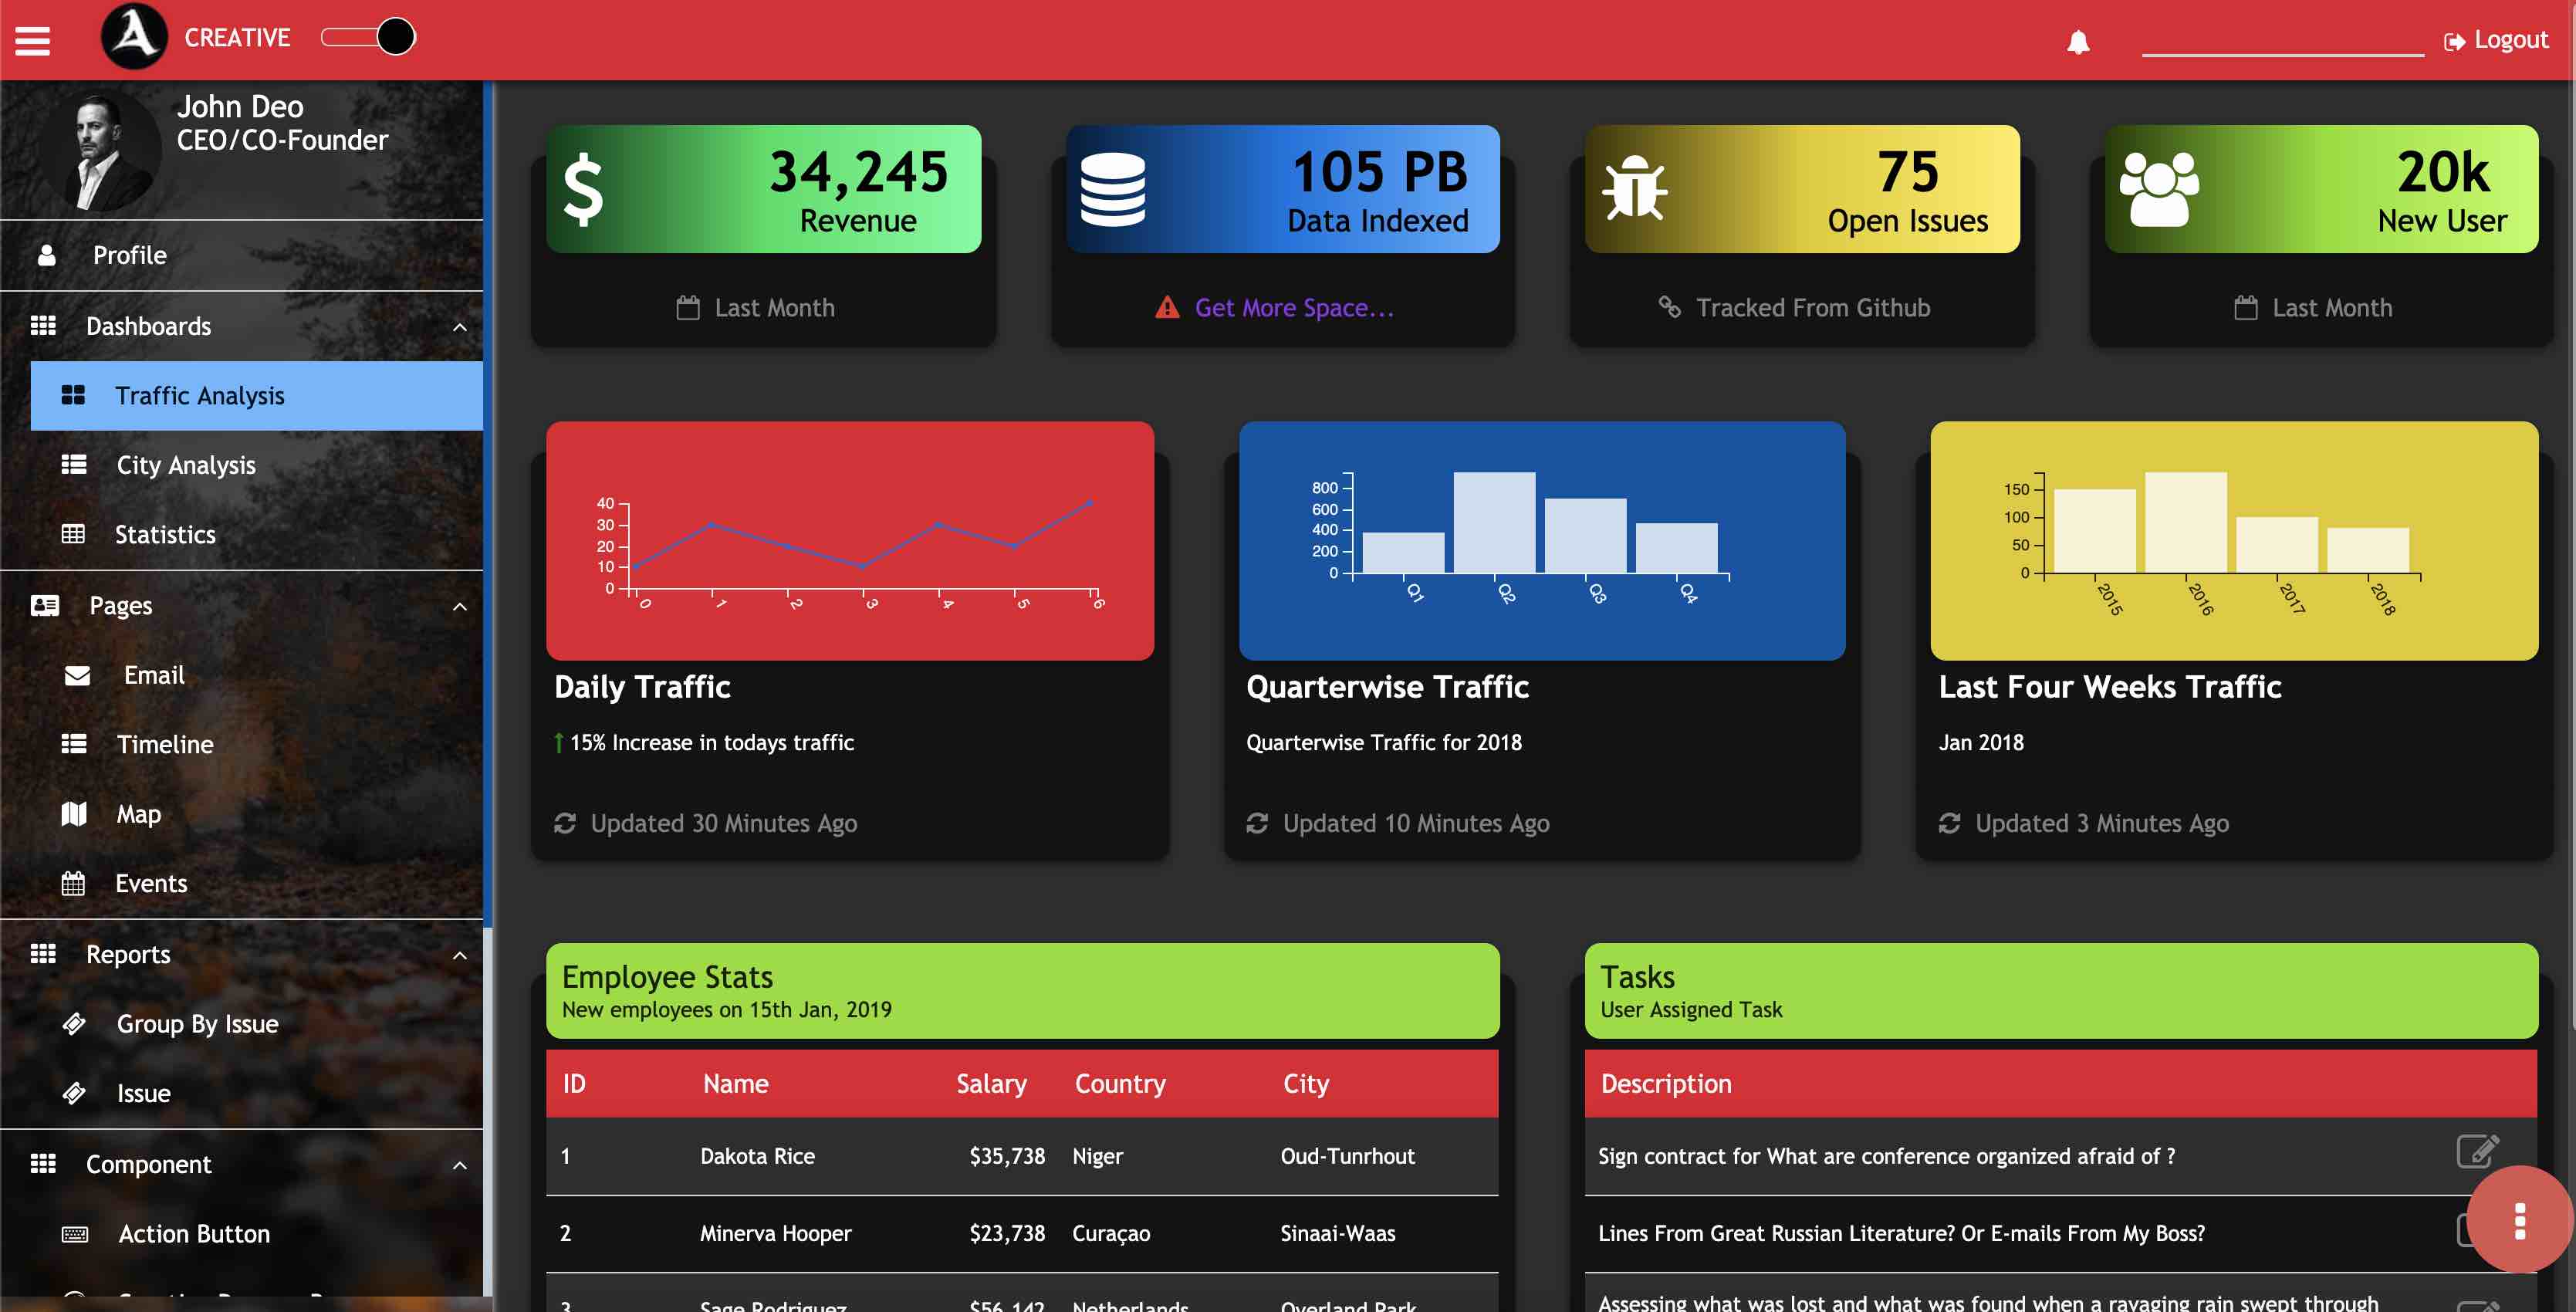 CREATIVE
Logout
John Deo
CEO/CO-Founder
Profile
Dashboards
Traffic Analysis
City Analysis
Statistics
Pages
Email
Timeline
Map
Events
Reports
Group By Issue
Issue
Component
Action Button
34,245
Revenue
Last Month
105 PB
Data Indexed
Get More Space...
75
Open Issues
Tracked From Github
20k
New User
Last Month
40
30
20
10
0
0 1 2 3 4 5 6
Daily Traffic
15% Increase in todays traffic
Updated 30 Minutes Ago
800
600
400
200
0
Q1 Q2 Q3 Q4
Quarterwise Traffic
Quarterwise Traffic for 2018
Updated 10 Minutes Ago
150
100
50
0
2015 2016 2017 2018
Last Four Weeks Traffic
Jan 2018
Updated 3 Minutes Ago
Employee Stats
New employees on 15th Jan, 2019
ID Name Salary Country City
1 Dakota Rice $35,738 Niger Oud-Tunrhout
2 Minerva Hooper $23,738 Curaçao Sinaai-Waas
3 Sage Rodriguez $56,142 Netherlands Overland Park
Tasks
User Assigned Task
Description
Sign contract for What are conference organized afraid of ?
Lines From Great Russian Literature? Or E-mails From My Boss?
Assessing what was lost and what was found when a ravaging rain swept through